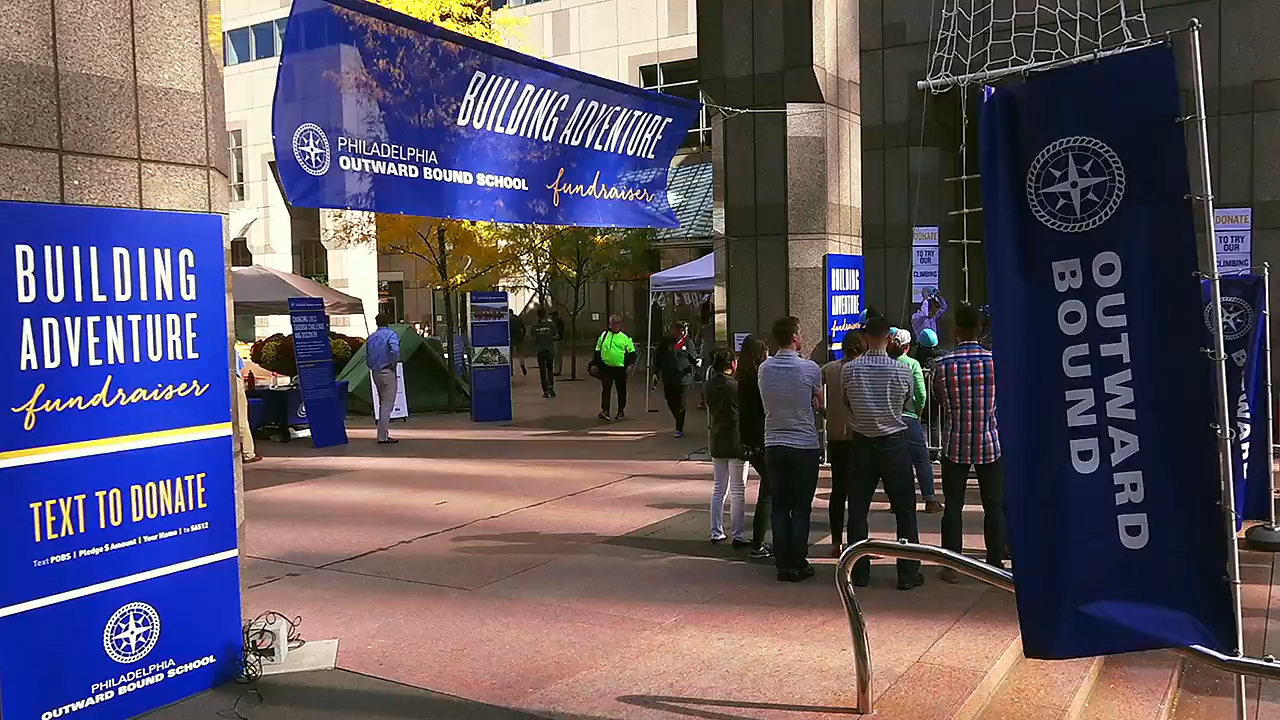 BUILDING ADVENTURE
PHILADELPHIA
OUTWARD BOUND SCHOOL
fundraiser
BUILDING
ADVENTURE
fundraiser
TEXT TO DONATE
Text POBS | Pledge $ Amount | Your Name | to 56512
PHILADELPHIA
OUTWARD BOUND SCHOOL
BUILDING
ADVENTURE
fundraiser
DONATE
TO TRY
OUR
CLIMBING
OUTWARD
BOUND
DONATE
TO TRY
OUR
CLIMBING